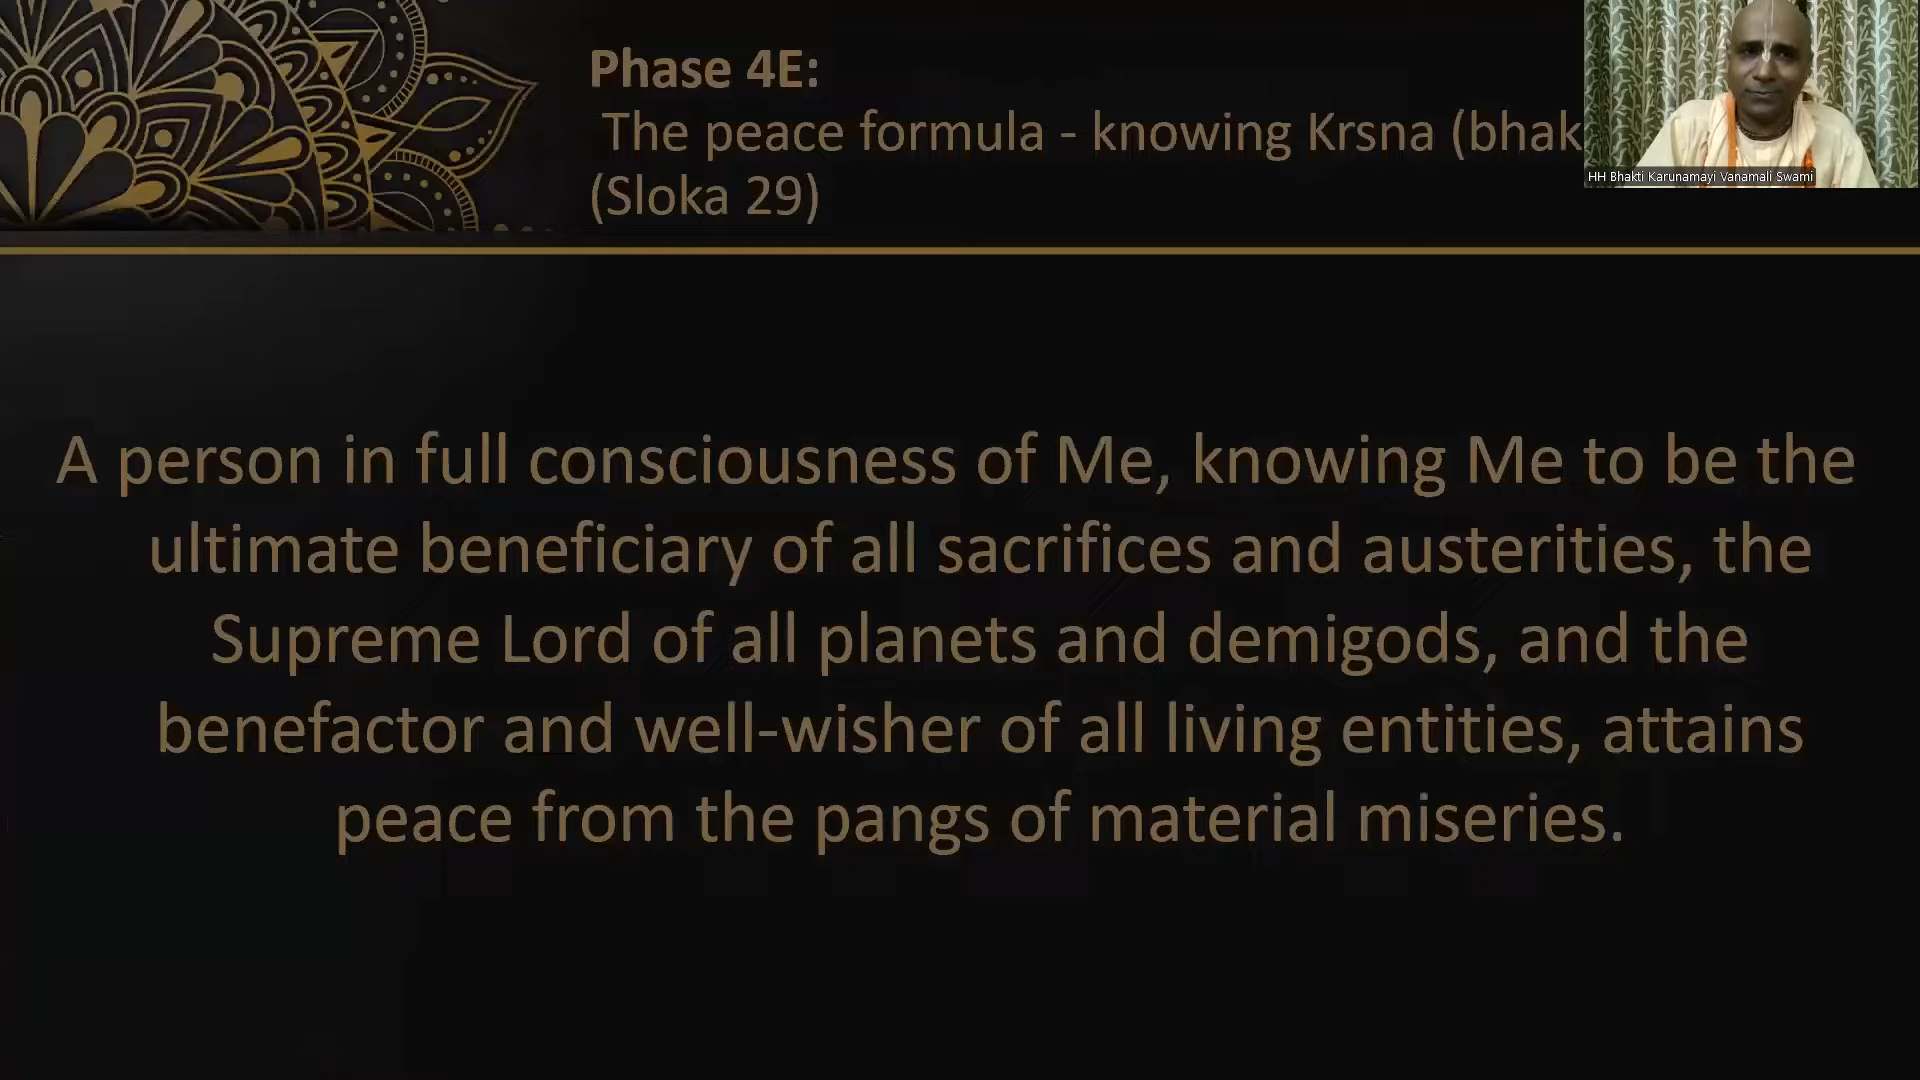 Phase 4E:
The peace formula - knowing Krsna (bhak
(Sloka 29)
HH Bhakti Karunamayi Vanamali Swami
A person in full consciousness of Me, knowing Me to be the
ultimate beneficiary of all sacrifices and austerities, the
Supreme Lord of all planets and demigods, and the
benefactor and well-wisher of all living entities, attains
peace from the pangs of material miseries.